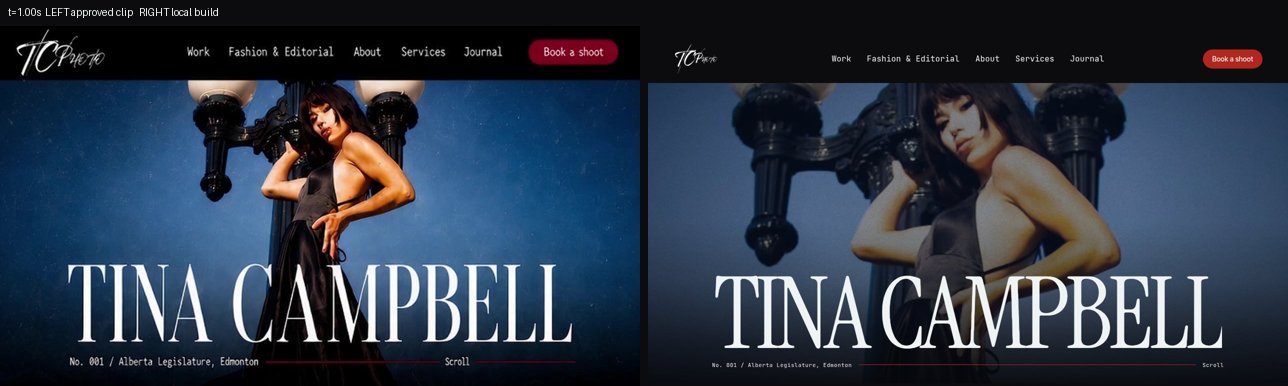 t=1.00s LEFT approved clip RIGHT local build
TCPHOTO Work Fashion & Editorial About Services Journal Book a shoot
TINA CAMPBELL
No. 001 / Alberta Legislature, Edmonton Scroll
TCPhoto Work Fashion & Editorial About Services Journal Book a shoot
TINA CAMPBELL
No. 001 / Alberta Legislature, Edmonton Scroll